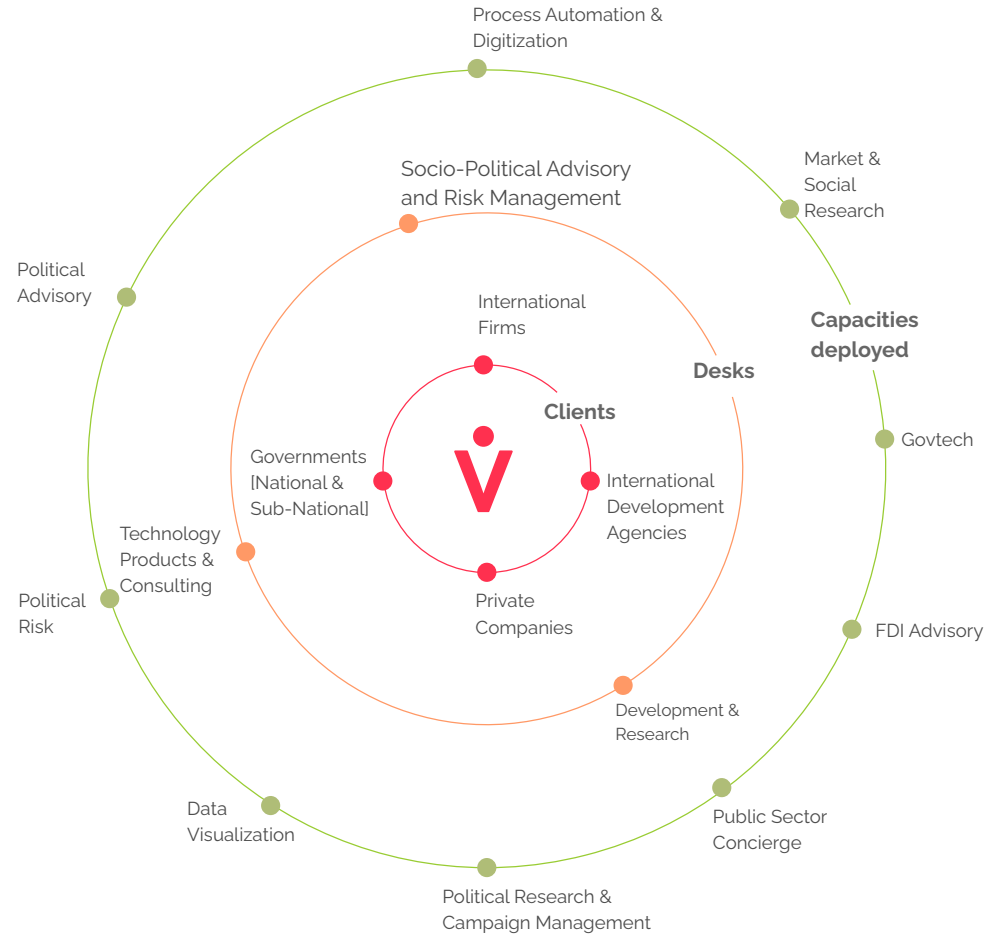 Process Automation &
Digitization
Market &
Social
Research
Socio-Political Advisory
and Risk Management
Political
Advisory
International
Firms
Capacities
deployed
Desks
Clients
Govtech
Governments
[National &
Sub-National]
International
Development
Agencies
Technology
Products &
Consulting
Political
Risk
Private
Companies
FDI Advisory
Development &
Research
Data
Visualization
Public Sector
Concierge
Political Research &
Campaign Management